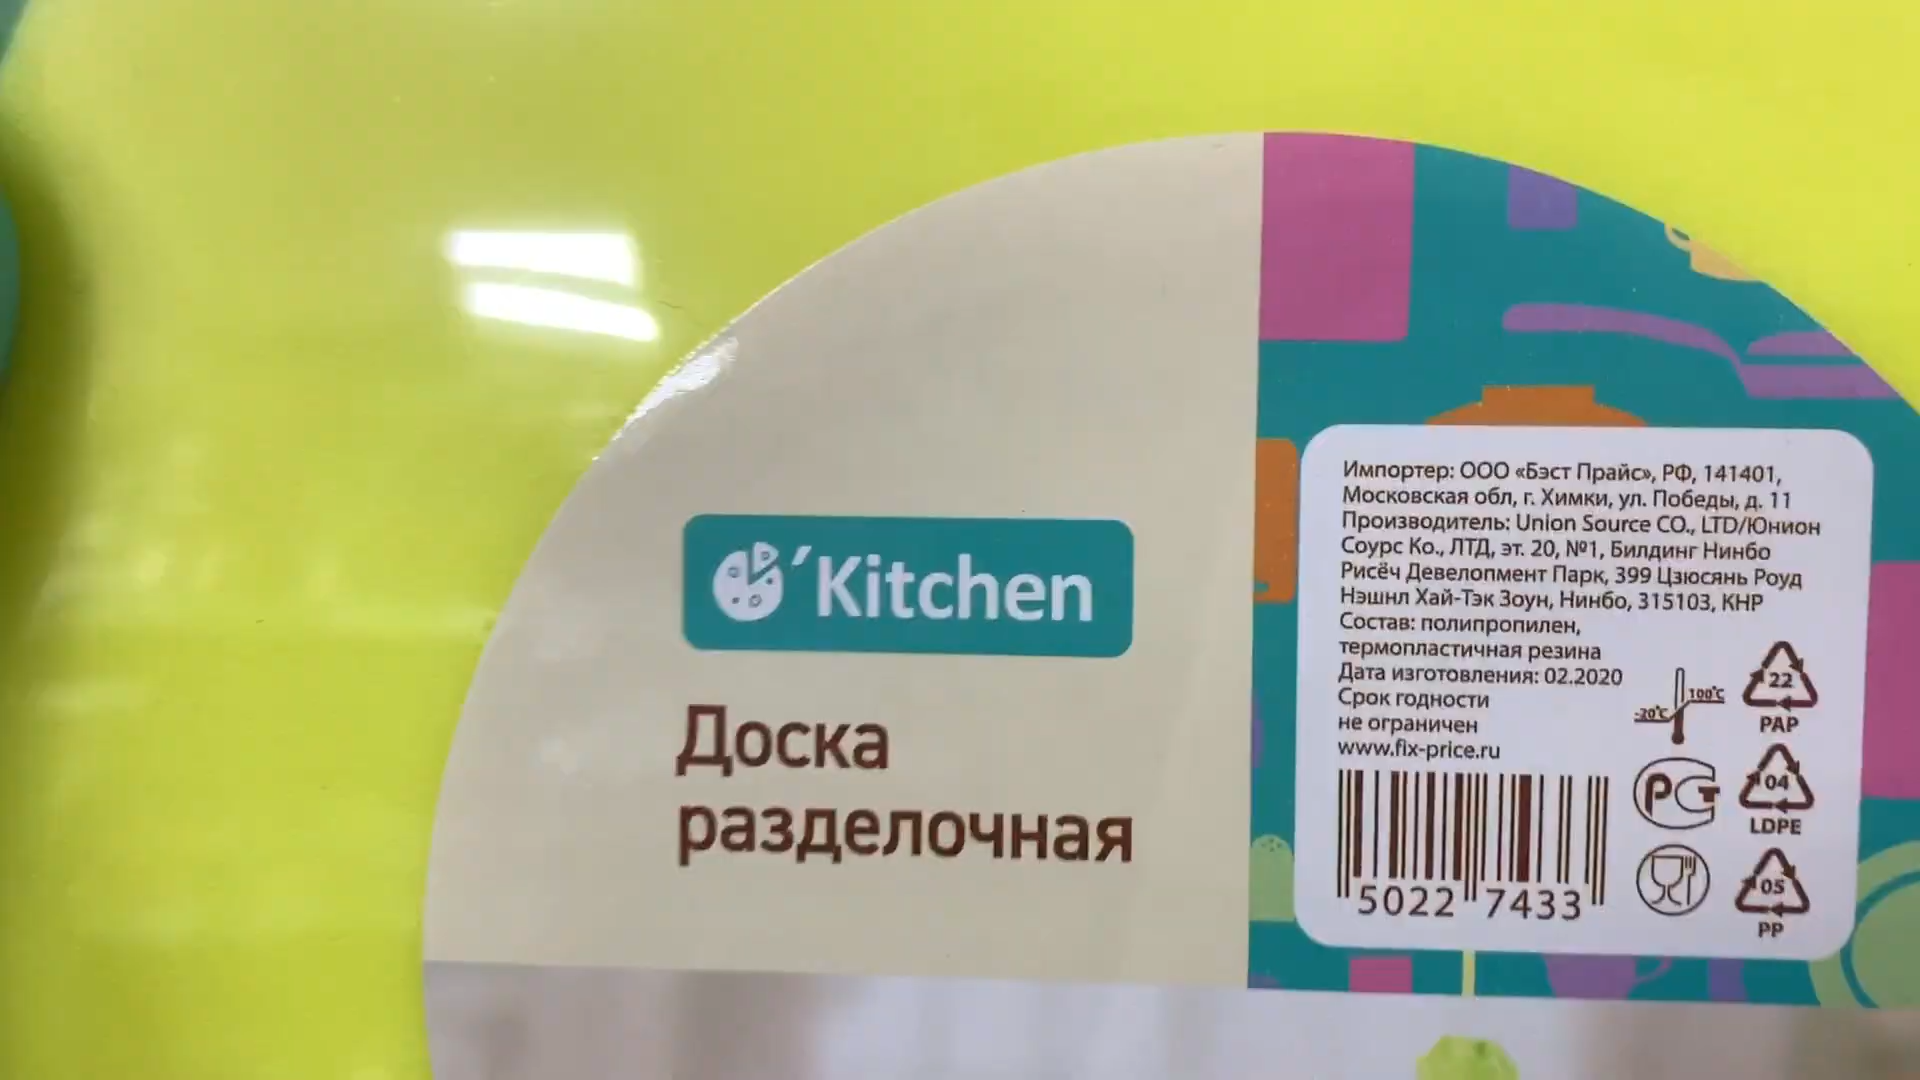 'Kitchen
Доска
разделочная
Импортер: ООО «Бэст Прайс», РФ, 141401,
Московская обл, г. Химки, ул. Победы, д. 11
Производитель: Union Source CO., LTD/Юнион
Соурс Ко., ЛТД, эт. 20, №1, Билдинг Нинбо
Рисёч Девелопмент Парк, 399 Цзюсянь Роуд
Нэшнл Хай-Тэк Зоун, Нинбо, 315103, КНР
Состав: полипропилен,
термопластичная резина
Дата изготовления: 02.2020
Срок годности
не ограничен
www.fix-price.ru
100°C
-20°C
22
PAP
04
LDPE
05
PP
РСТ
5022 7433